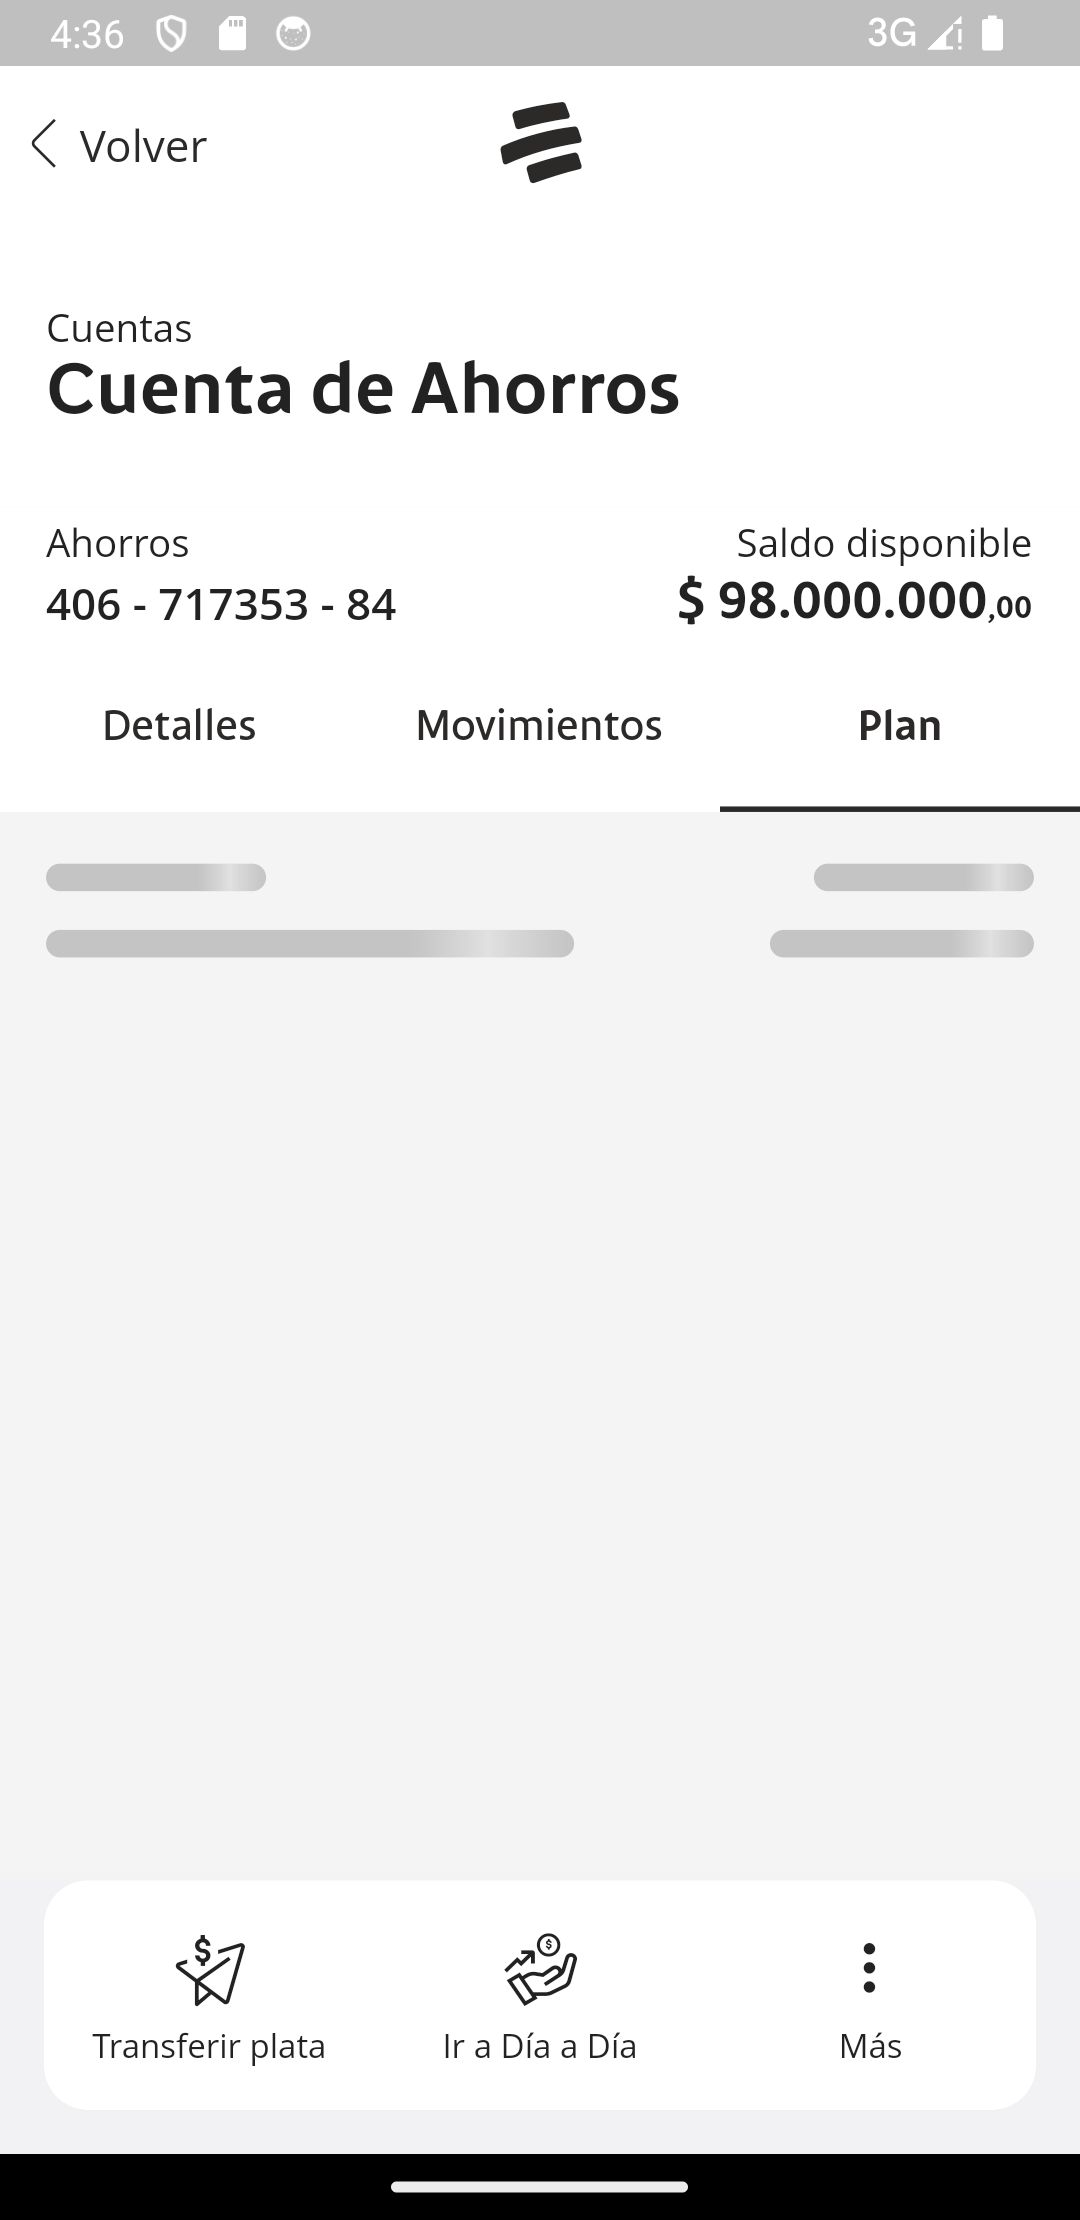 4:36
3G
Volver
Cuentas
Cuenta de Ahorros
Ahorros
Saldo disponible
406 - 717353 - 84
$ 98.000.000,00
Detalles
Movimientos
Plan
Transferir plata
Ir a Día a Día
Más